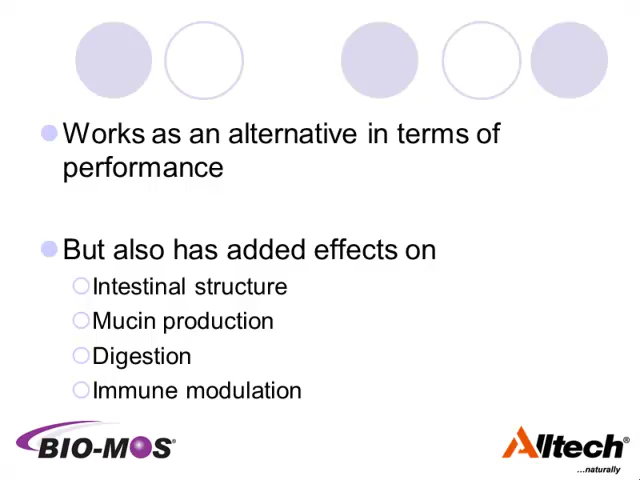 Works as an alternative in terms of
performance
But also has added effects on
Intestinal structure
Mucin production
Digestion
Immune modulation
BIO-MOS®
Alltech®
...naturally